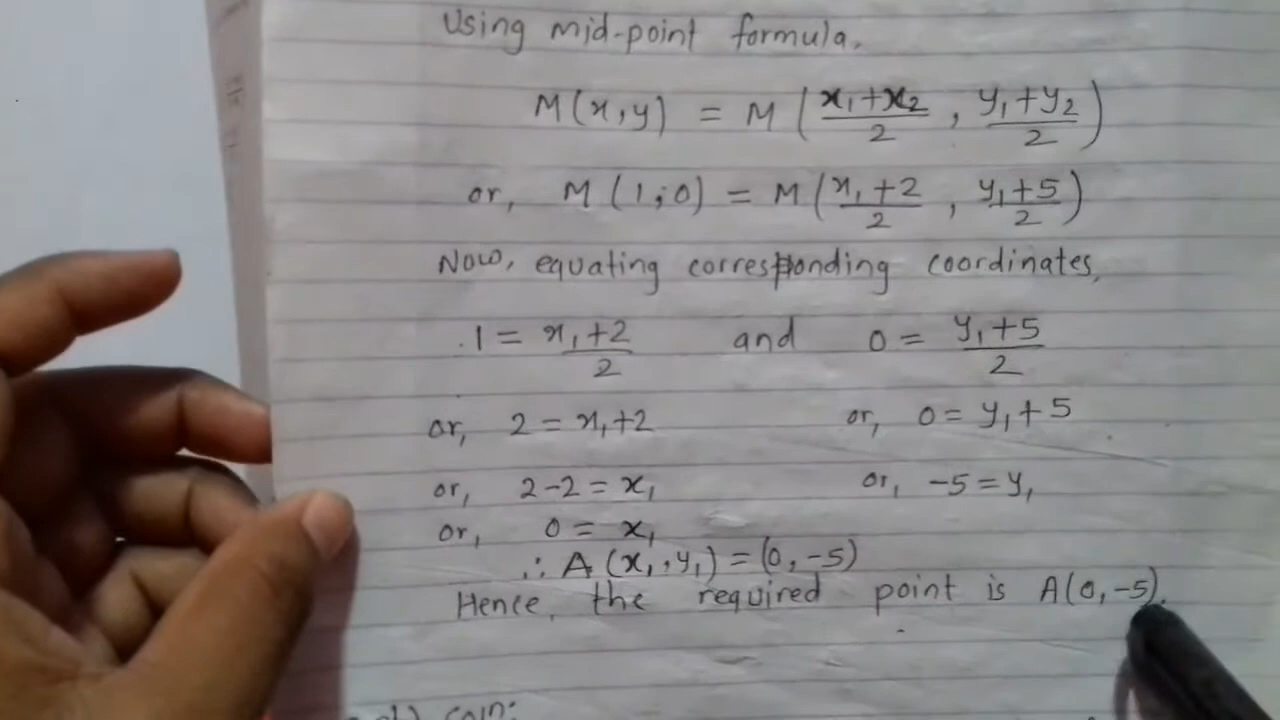 Using mid-point formula,
M(x,y) = M((x₁+x₂)/2, (y₁+y₂)/2)
or, M(1,0) = M((x₁+2)/2, (y₁+5)/2)
Now, equating corresponding coordinates,
1 = (x₁+2)/2 and 0 = (y₁+5)/2
or, 2 = x₁+2 or, 0 = y₁+5
or, 2-2 = x₁ or, -5 = y₁
or, 0 = x₁
∴ A(x₁,y₁) = (0,-5)
Hence, the required point is A(0,-5).